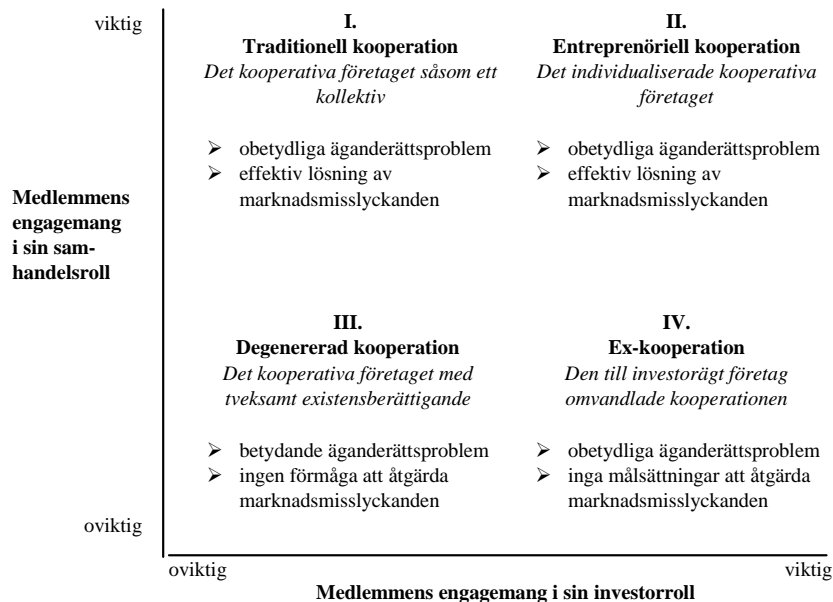 viktig
I.
Traditionell kooperation
Det kooperativa företaget såsom ett
kollektiv
➢ obetydliga äganderättsproblem
➢ effektiv lösning av
marknadsmisslyckanden
II.
Entreprenöriell kooperation
Det individualiserade kooperativa
företaget
➢ obetydliga äganderättsproblem
➢ effektiv lösning av
marknadsmisslyckanden
Medlemmens
engagemang
i sin sam-
handelsroll
III.
Degenererad kooperation
Det kooperativa företaget med
tveksamt existensberättigande
➢ betydande äganderättsproblem
➢ ingen förmåga att åtgärda
marknadsmisslyckanden
IV.
Ex-kooperation
Den till investorägt företag
omvandlade kooperationen
➢ obetydliga äganderättsproblem
➢ inga målsättningar att åtgärda
marknadsmisslyckanden
oviktig
oviktig
viktig
Medlemmens engagemang i sin investorroll